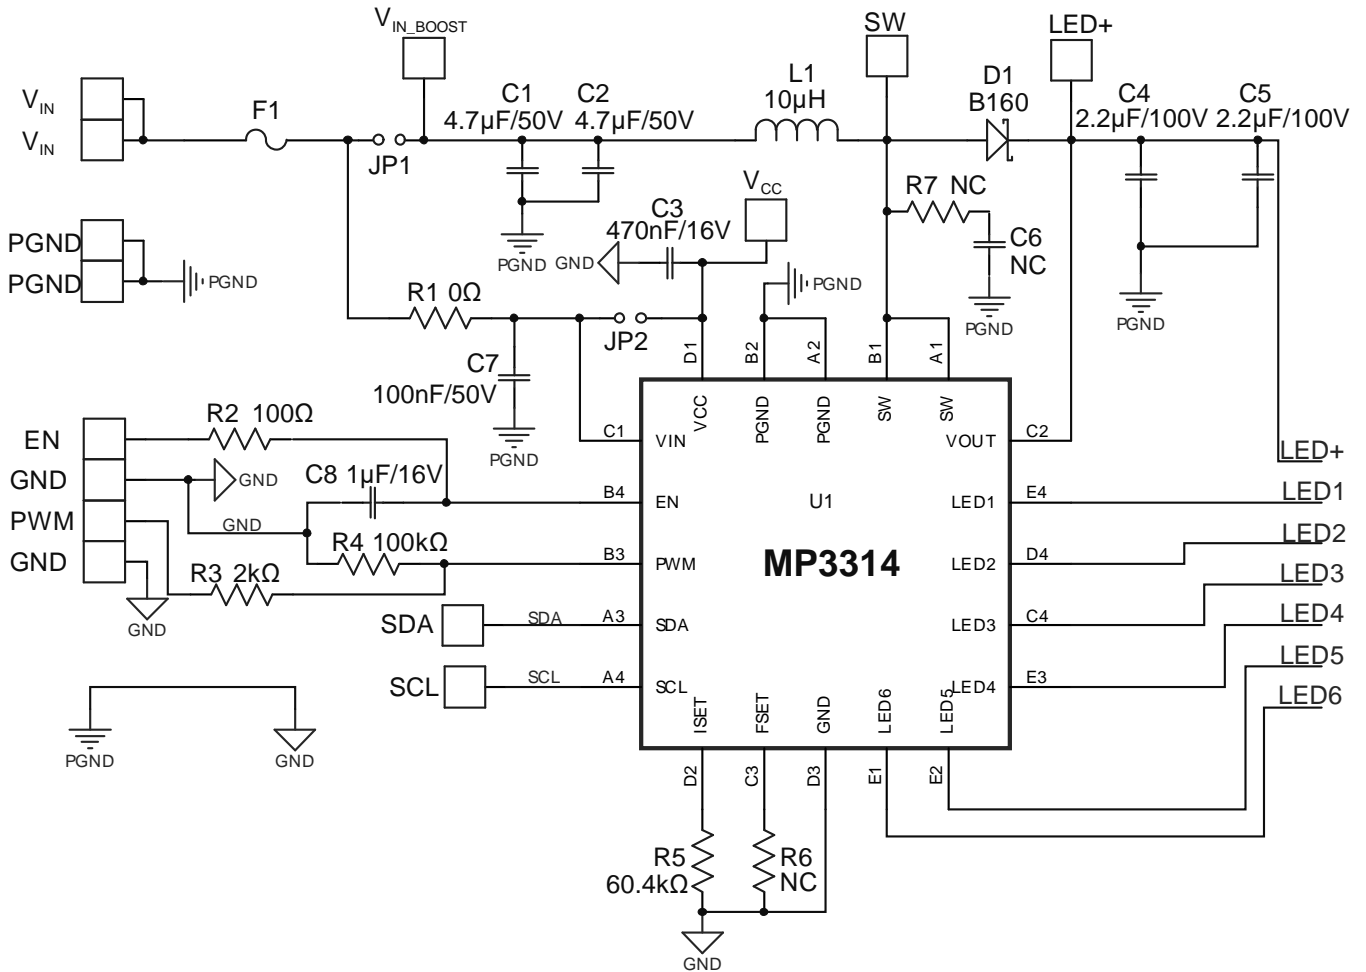 V_IN_BOOST
SW
LED+
V_IN
V_IN
F1
JP1
C1
4.7µF/50V
C2
4.7µF/50V
L1
10µH
D1
B160
C4
2.2µF/100V
C5
2.2µF/100V
PGND
PGND
PGND
PGND
C3
470nF/16V
V_CC
GND
PGND
R7 NC
C6
NC
PGND
PGND
R1 0Ω
JP2
C7
100nF/50V
PGND
D1
B2
A2
B1
A1
VCC
PGND
PGND
SW
SW
EN
GND
PWM
GND
R2 100Ω
GND
C8 1µF/16V
GND
R4 100kΩ
R3 2kΩ
GND
C1
VIN
B4
EN
B3
PWM
SDA
SDA
A3
SDA
SCL
SCL
A4
SCL
U1
MP3314
VOUT
C2
LED1
E4
LED2
D4
LED3
C4
LED4
E3
LED+
LED1
LED2
LED3
LED4
LED5
LED6
ISET
FSET
GND
LED6
LED5
D2
C3
D3
E1
E2
PGND
GND
R5
60.4kΩ
R6
NC
GND